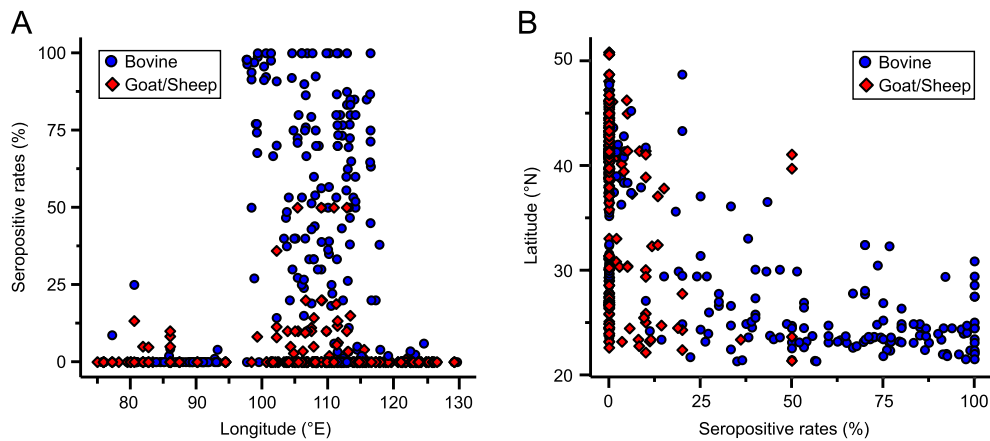 A
B
Bovine
Goat/Sheep
100
75
50
25
0
Seropositive rates (%)
80
90
100
110
120
130
Longitude (°E)
Bovine
Goat/Sheep
50
40
30
20
Latitude (°N)
0
25
50
75
100
Seropositive rates (%)